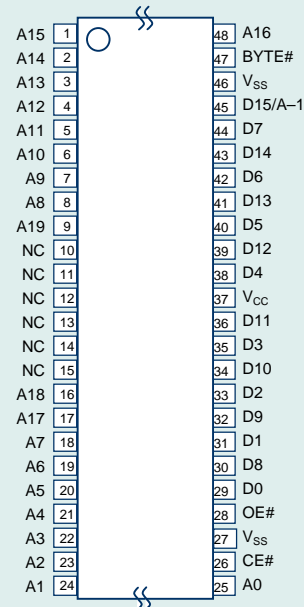 A15 1 48 A16
A14 2 47 BYTE#
A13 3 46 VSS
A12 4 45 D15/A–1
A11 5 44 D7
A10 6 43 D14
A9 7 42 D6
A8 8 41 D13
A19 9 40 D5
NC 10 39 D12
NC 11 38 D4
NC 12 37 VCC
NC 13 36 D11
NC 14 35 D3
NC 15 34 D10
A18 16 33 D2
A17 17 32 D9
A7 18 31 D1
A6 19 30 D8
A5 20 29 D0
A4 21 28 OE#
A3 22 27 VSS
A2 23 26 CE#
A1 24 25 A0